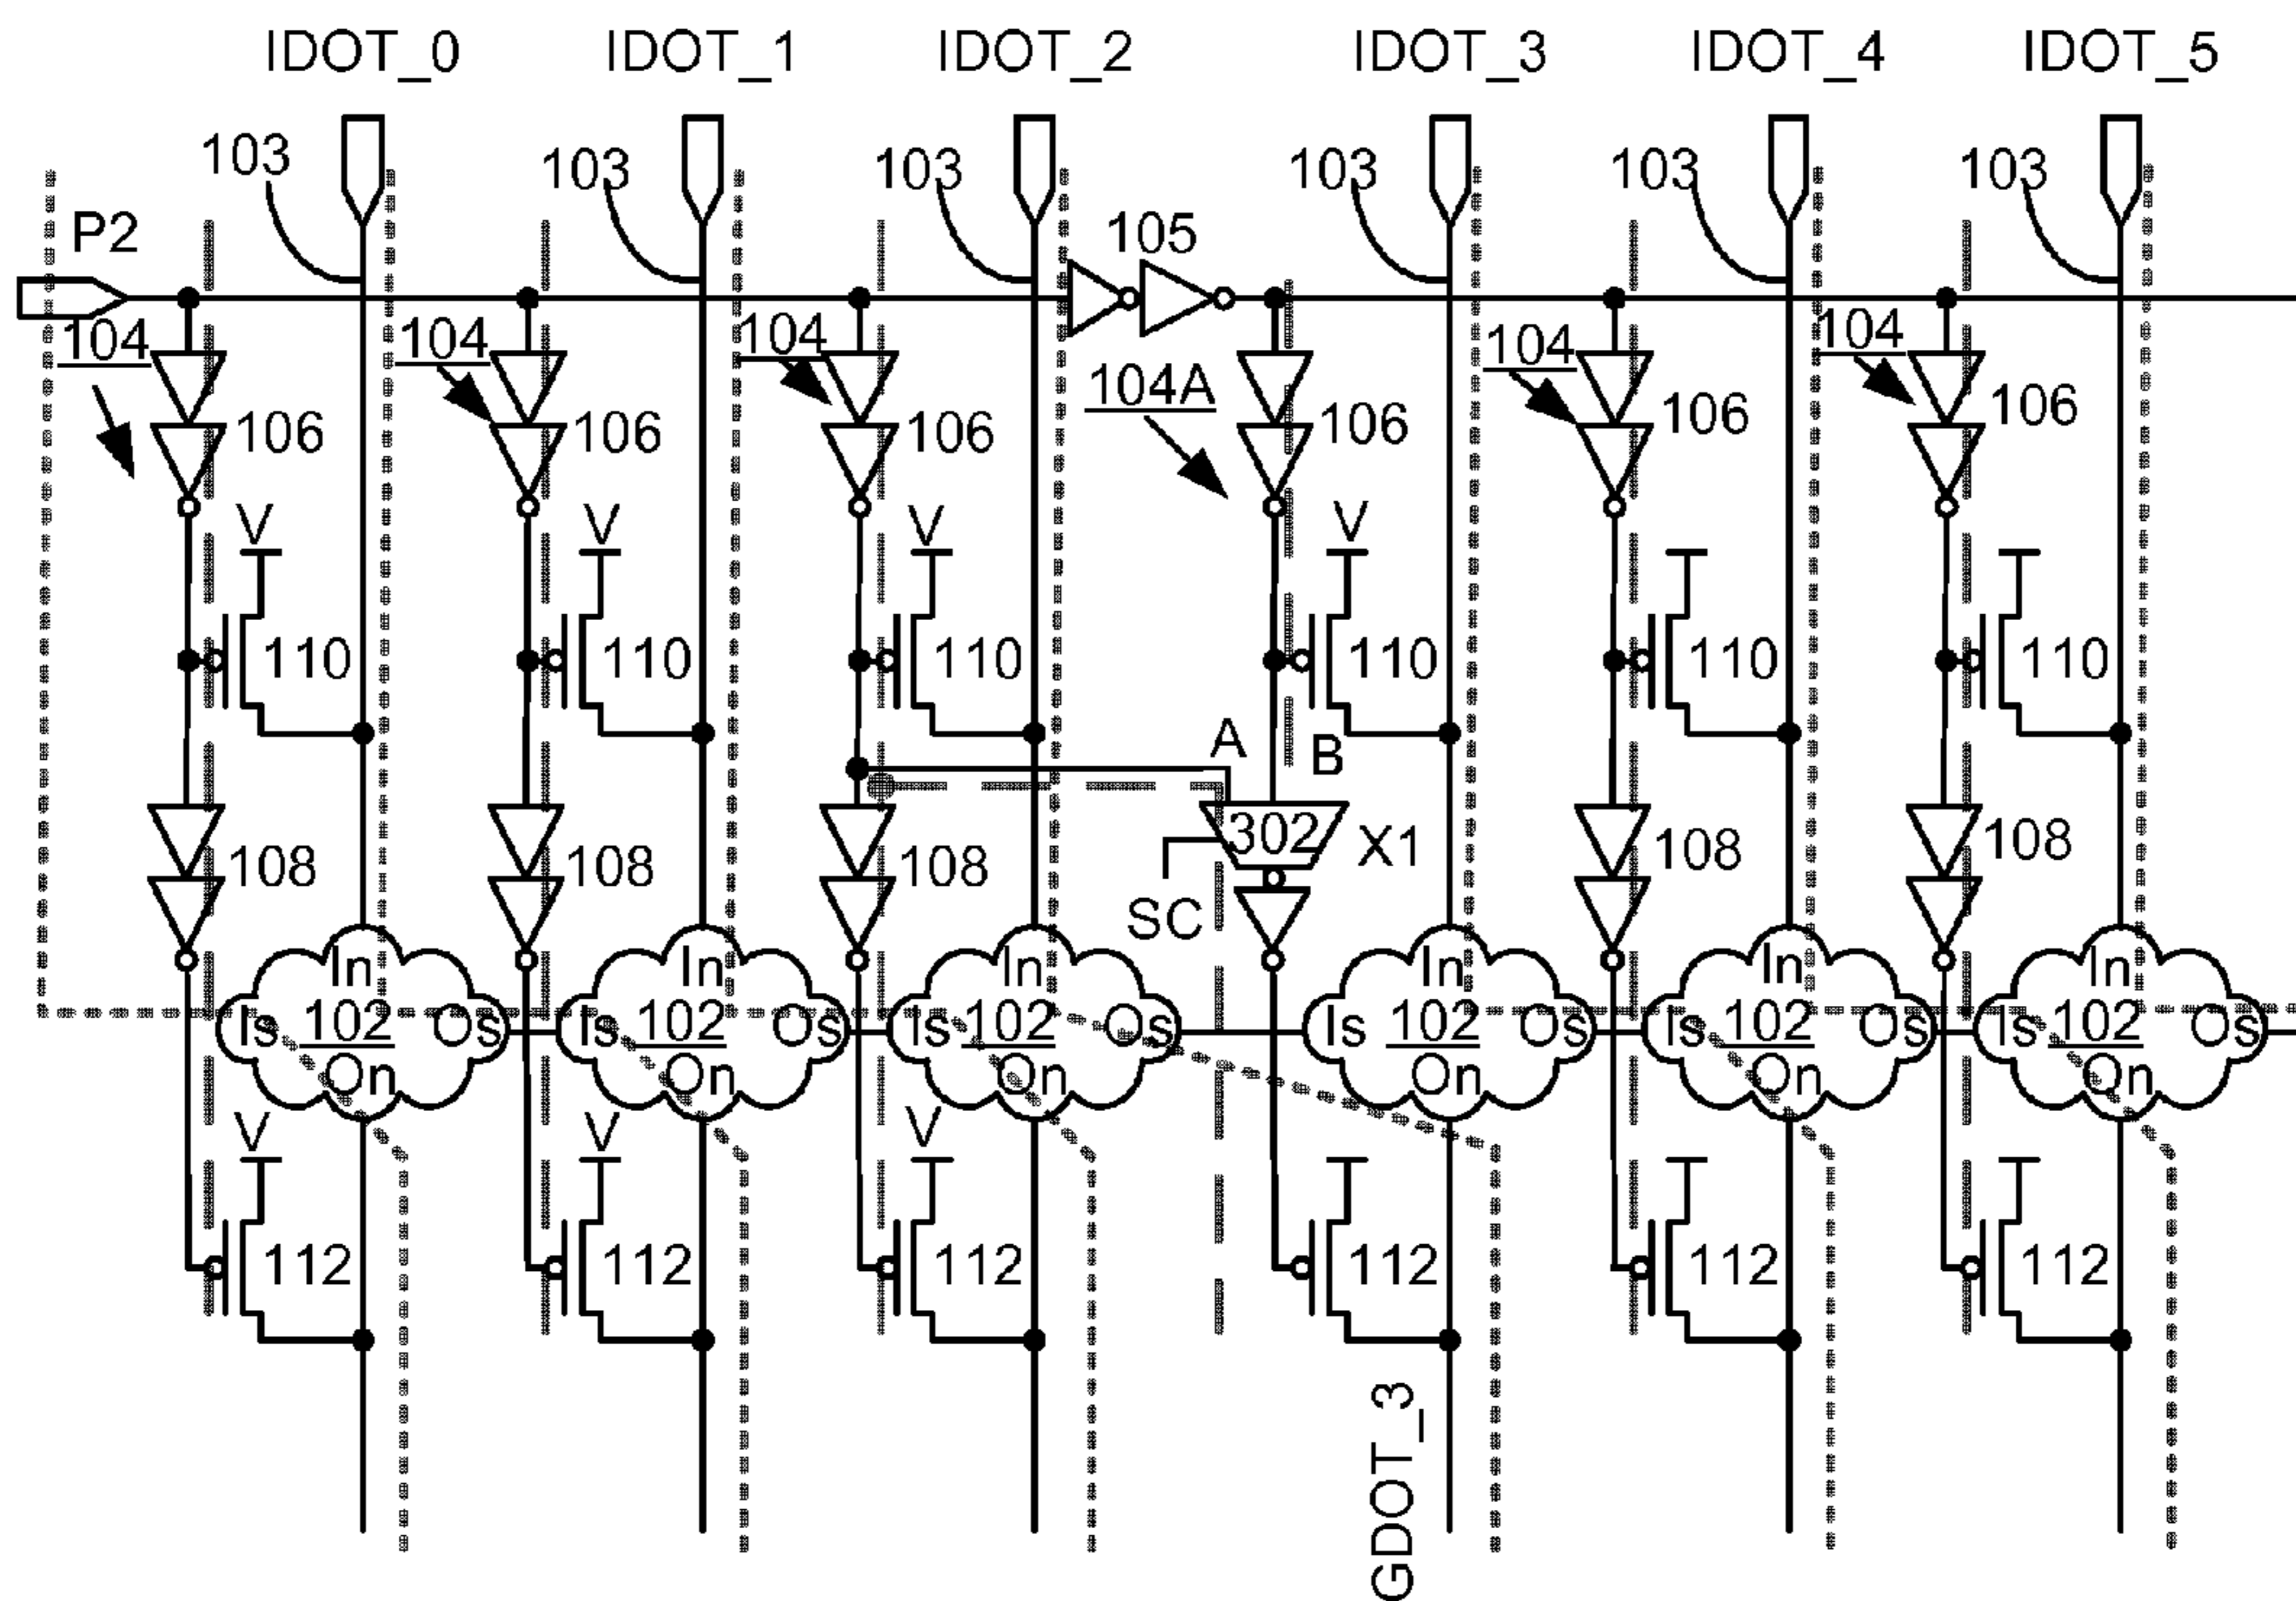 IDOT_0 IDOT_1 IDOT_2 IDOT_3 IDOT_4 IDOT_5
103 103 103 103 103 103
P2 105
104 104 104 104A 104 104
106 106 106 106 106 106
V V V V
110 110 110 110 110 110
A B
108 108 108 302 X1 108 108
SC
In In In In In In
Is 102 Os Is 102 Os Is 102 Os Is 102 Os Is 102 Os Is 102 Os
On On On On On On
V V V
112 112 112 112 112 112
GDOT_3